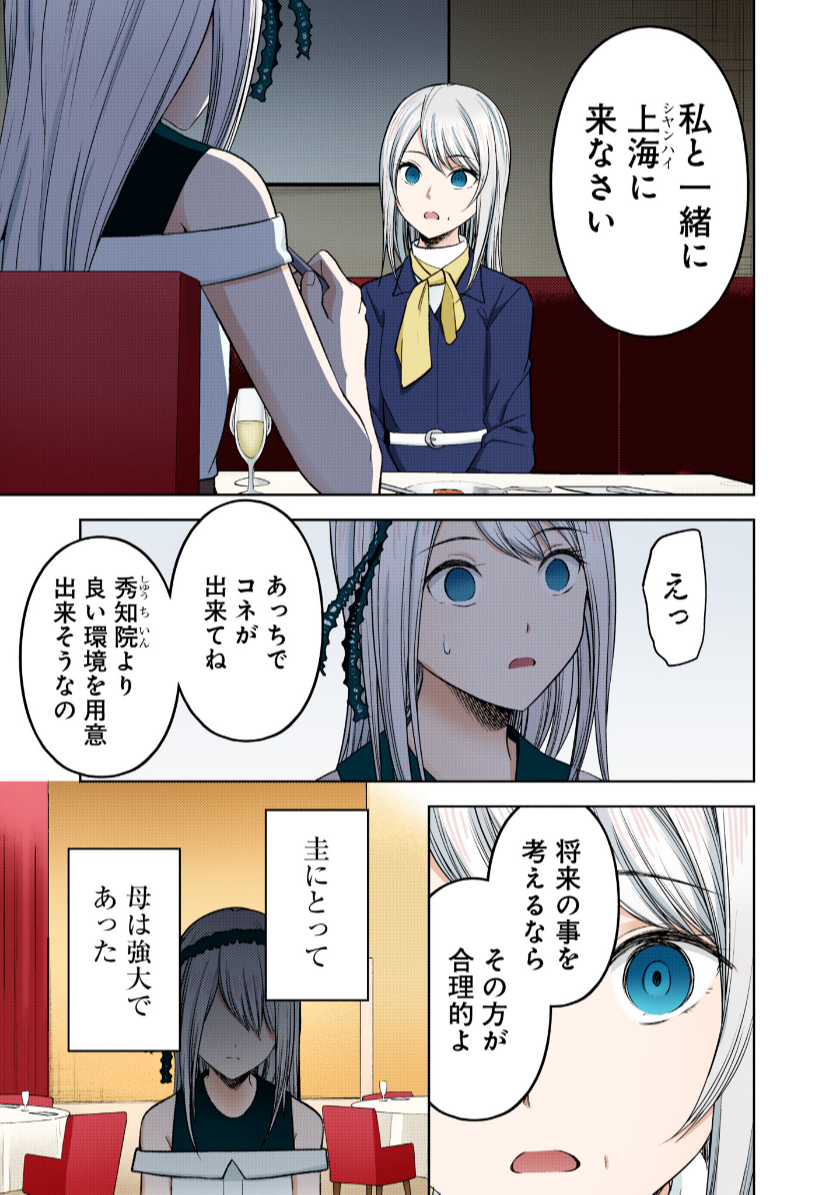 私と一緒に
上海に
シャンハイ
来なさい
えっ
あっちで
コネが
出来てね
秀知院より
しゅうちいん
良い環境を用意
出来そうなの
将来の事を
考えるなら
その方が
合理的よ
圭にとって
母は強大で
あった